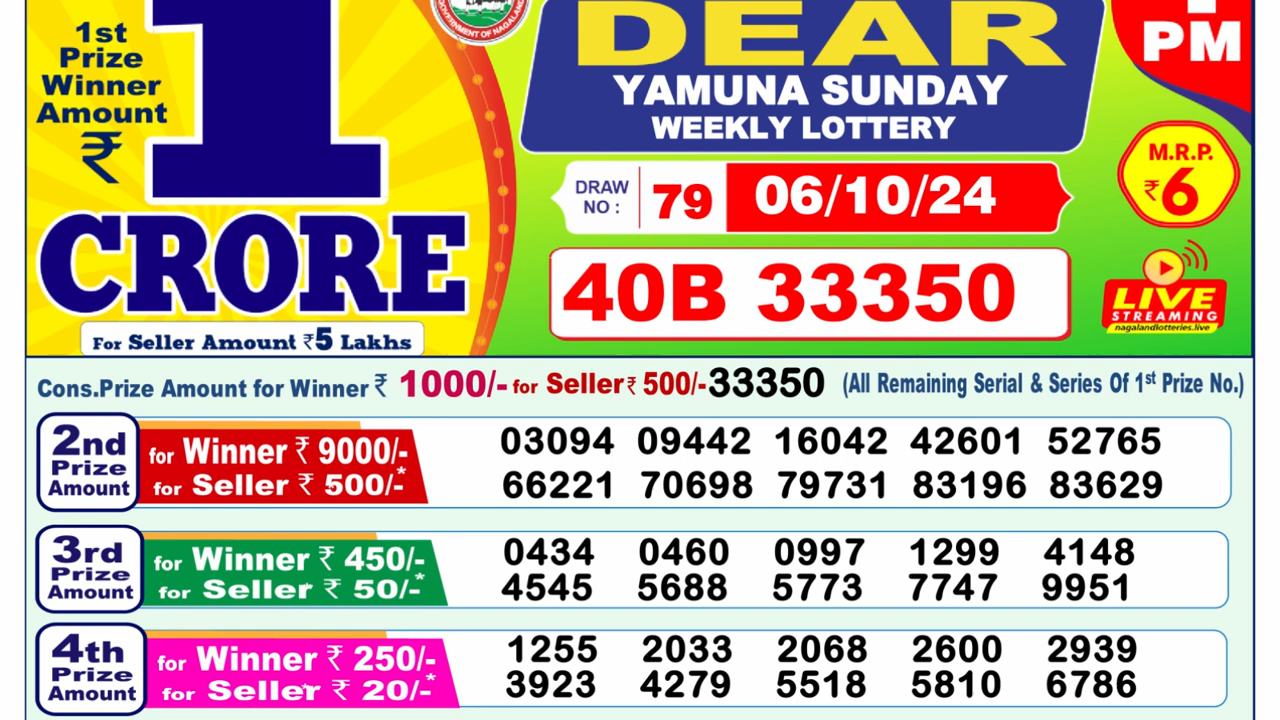 1
1st
Prize
Winner
Amount
₹
CRORE
For Seller Amount ₹5 Lakhs
GOVERNMENT OF NAGALAND
DEAR
YAMUNA SUNDAY
WEEKLY LOTTERY
PM
DRAW NO : 79 06/10/24
M.R.P.
₹6
40B 33350
LIVE
STREAMING
nagalandlotteries.live
Cons.Prize Amount for Winner ₹ 1000/- for Seller ₹ 500/- 33350 (All Remaining Serial & Series Of 1st Prize No.)
2nd
Prize
Amount
for Winner ₹ 9000/-
for Seller ₹ 500/-*
03094 09442 16042 42601 52765
66221 70698 79731 83196 83629
3rd
Prize
Amount
for Winner ₹ 450/-
for Seller ₹ 50/-*
0434 0460 0997 1299 4148
4545 5688 5773 7747 9951
4th
Prize
Amount
for Winner ₹ 250/-
for Seller ₹ 20/-*
1255 2033 2068 2600 2939
3923 4279 5518 5810 6786